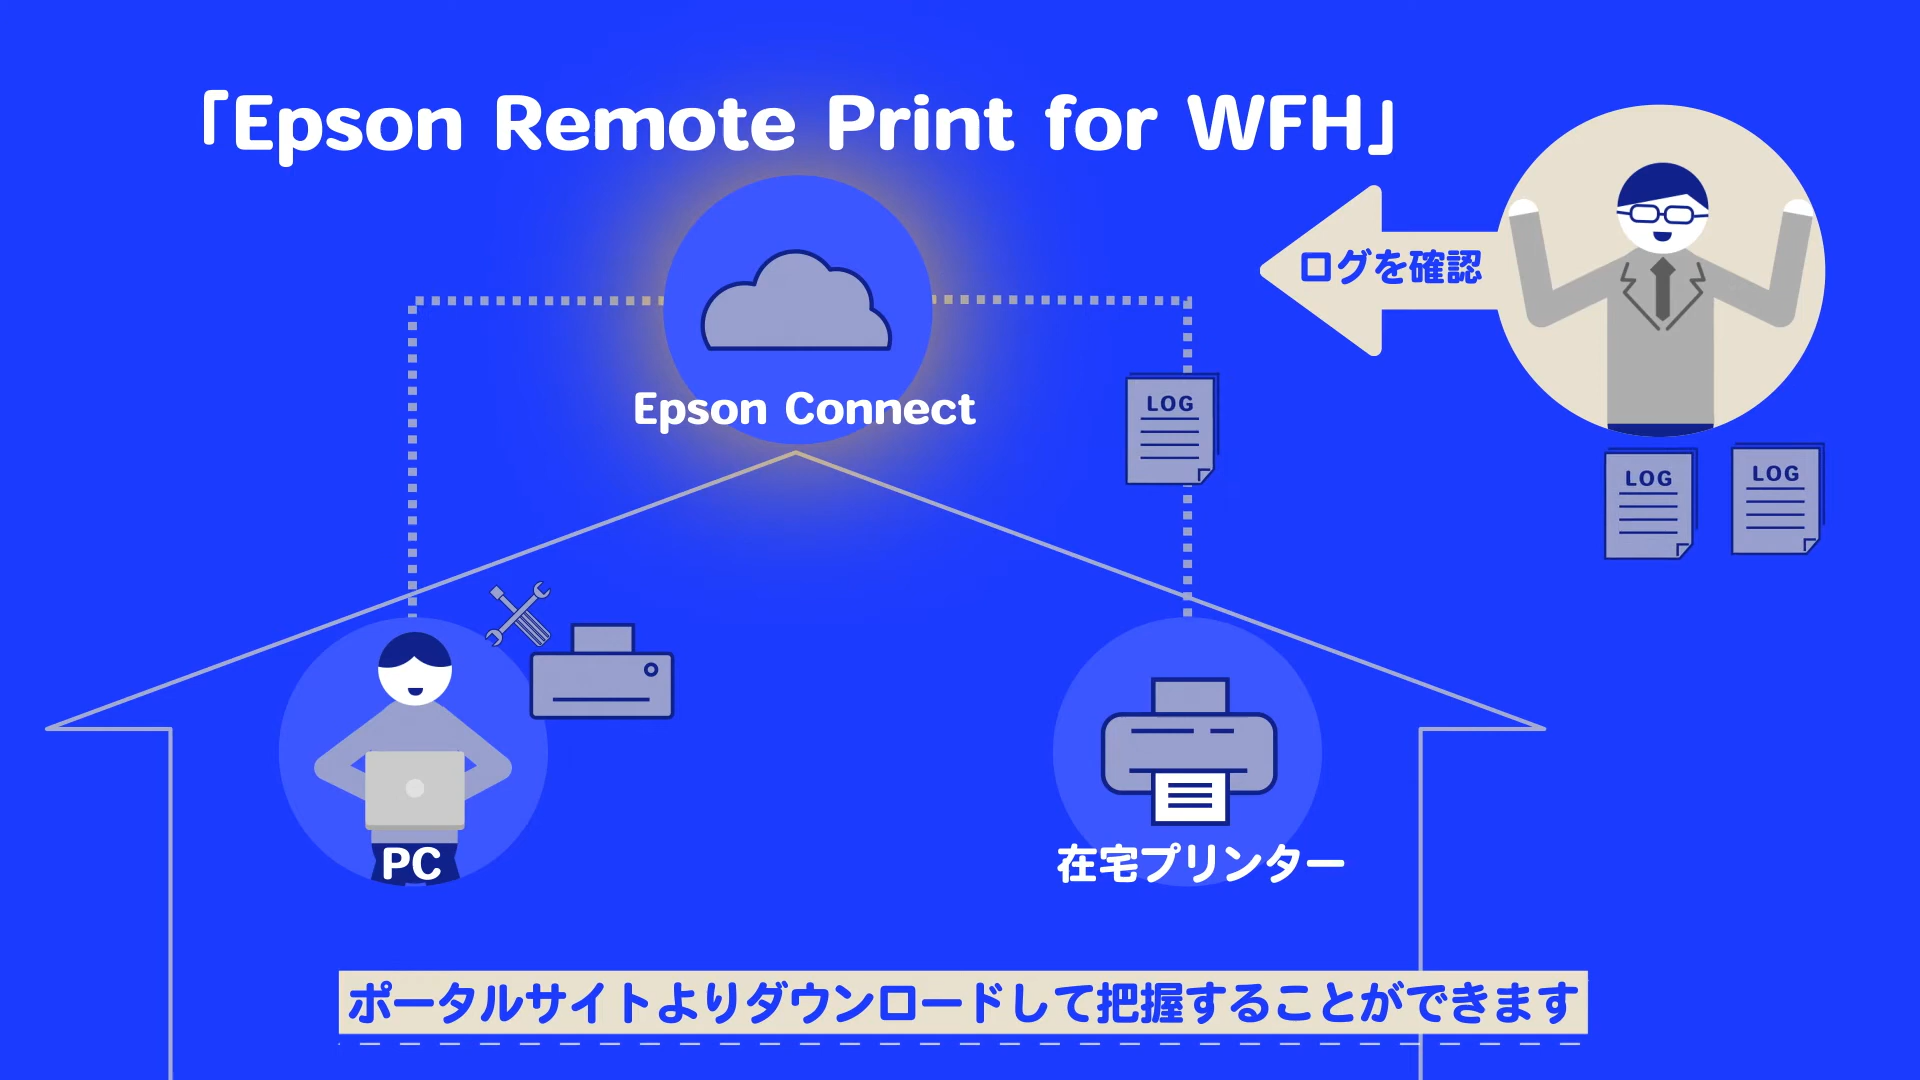 「Epson Remote Print for WFH」
ログを確認
Epson Connect
LOG
LOG
LOG
PC
在宅プリンター
ポータルサイトよりダウンロードして把握することができます